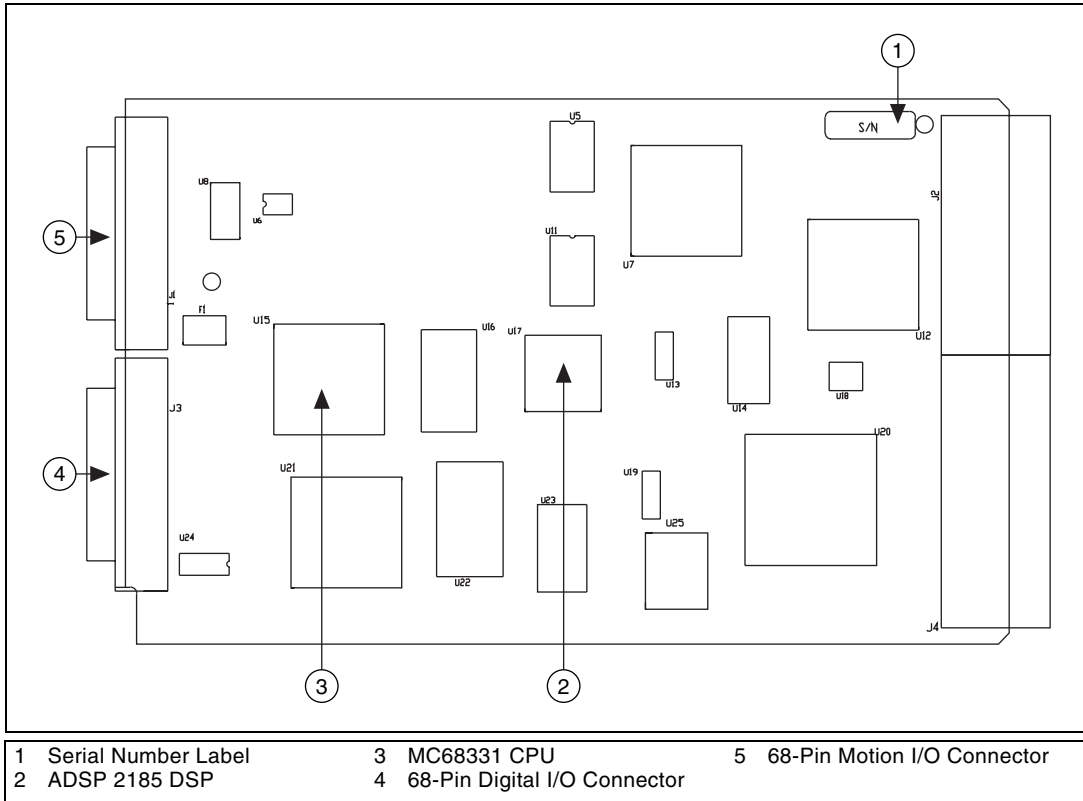 1
S/N
U5
J2
U8
U6
5
U11
U7
J1
F1
U15
U16
U17
U12
U13
U14
U18
J3
U20
4
U21
U19
U23
U25
U24
U22
J4
3
2
1 Serial Number Label 3 MC68331 CPU 5 68-Pin Motion I/O Connector
2 ADSP 2185 DSP 4 68-Pin Digital I/O Connector